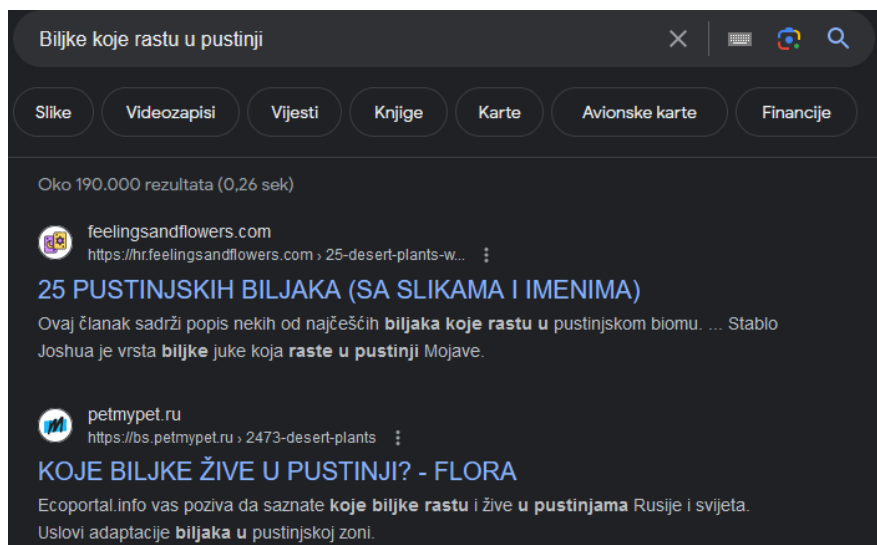 Biljke koje rastu u pustinji
Slike Videozapisi Vijesti Knjige Karte Avionske karte Financije
Oko 190.000 rezultata (0,26 sek)
feelingsandflowers.com
https://hr.feelingsandflowers.com › 25-desert-plants-w...
25 PUSTINJSKIH BILJAKA (SA SLIKAMA I IMENIMA)
Ovaj članak sadrži popis nekih od najčešćih biljaka koje rastu u pustinjskom biomu. ... Stablo
Joshua je vrsta biljke juke koja raste u pustinji Mojave.
petmypet.ru
https://bs.petmypet.ru › 2473-desert-plants
KOJE BILJKE ŽIVE U PUSTINJI? - FLORA
Ecoportal.info vas poziva da saznate koje biljke rastu i žive u pustinjama Rusije i svijeta.
Uslovi adaptacije biljaka u pustinjskoj zoni.